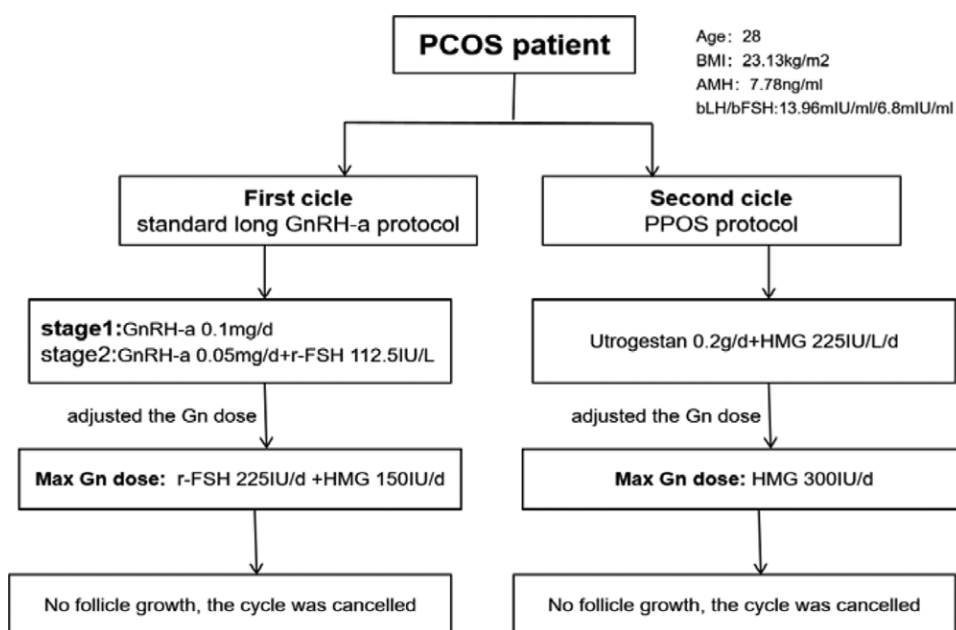 PCOS patient
Age: 28
BMI: 23.13kg/m2
AMH: 7.78ng/ml
bLH/bFSH:13.96mIU/ml/6.8mIU/ml
First cicle
standard long GnRH-a protocol
Second cicle
PPOS protocol
stage1:GnRH-a 0.1mg/d
stage2:GnRH-a 0.05mg/d+r-FSH 112.5IU/L
Utrogestan 0.2g/d+HMG 225IU/L/d
adjusted the Gn dose
adjusted the Gn dose
Max Gn dose: r-FSH 225IU/d +HMG 150IU/d
Max Gn dose: HMG 300IU/d
No follicle growth, the cycle was cancelled
No follicle growth, the cycle was cancelled